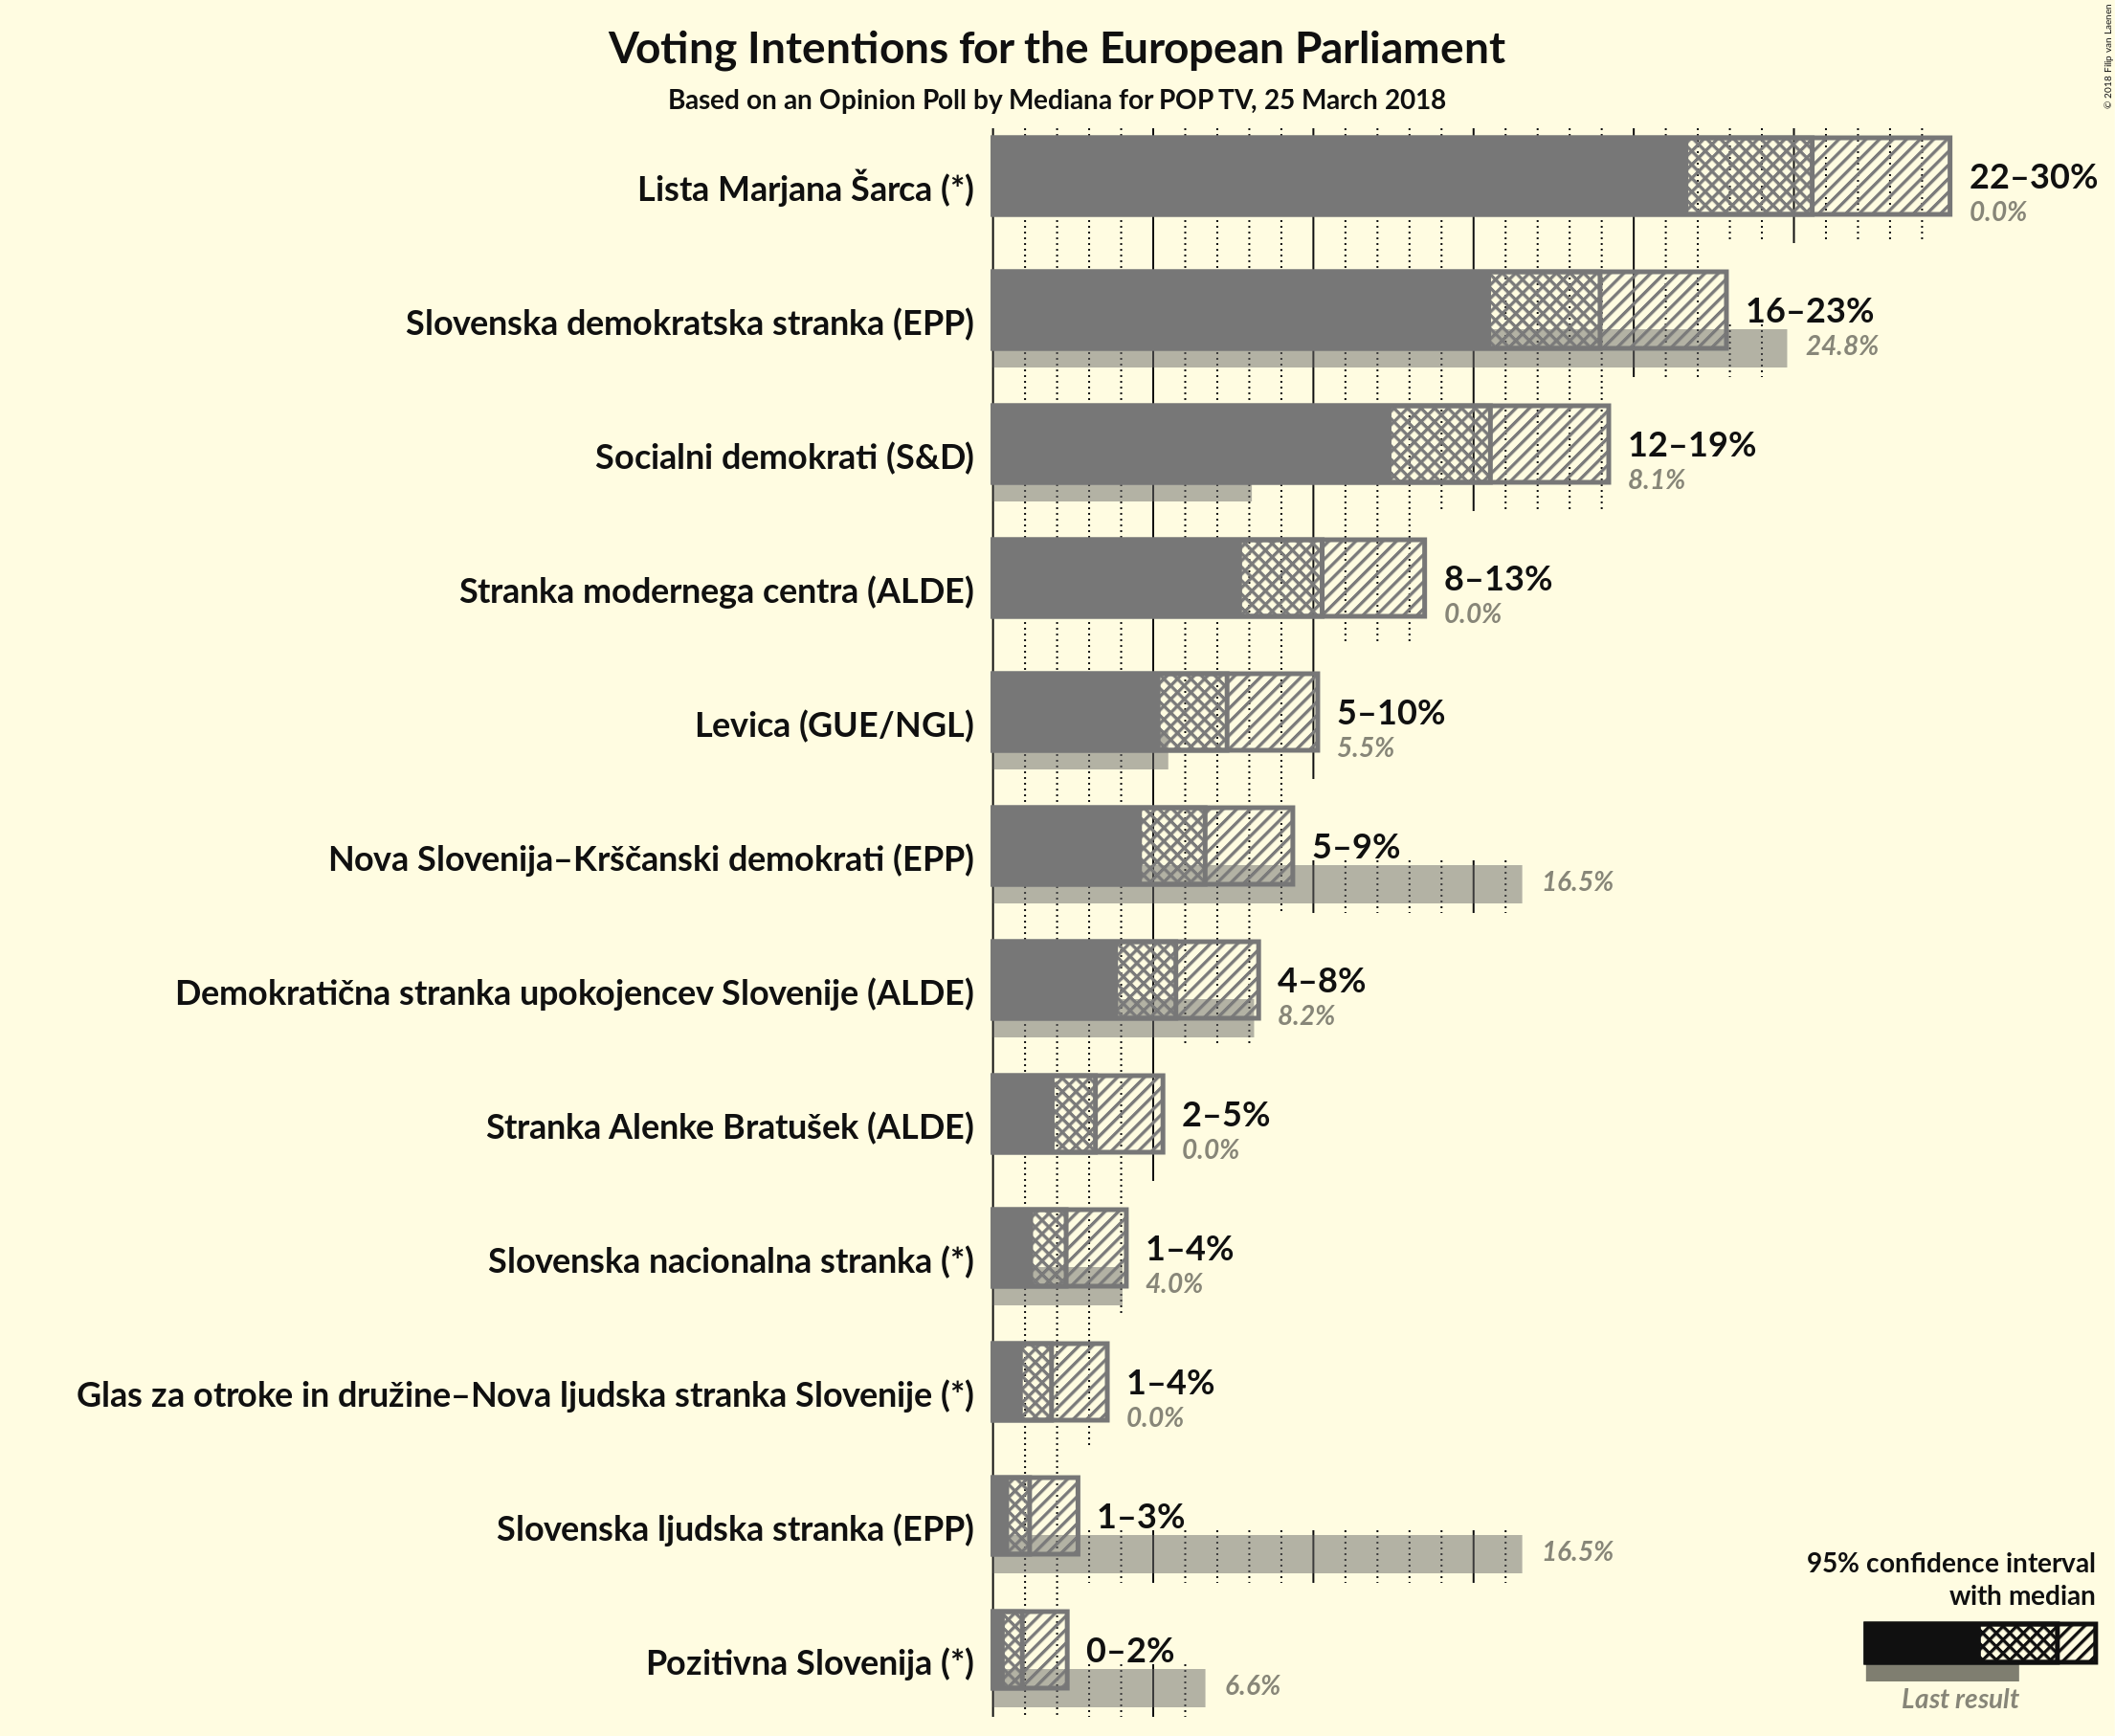 Voting Intentions for the European Parliament
Based on an Opinion Poll by Mediana for POP TV, 25 March 2018
© 2018 Filip van Laenen
Lista Marjana Šarca (*)
22–30%
0.0%
Slovenska demokratska stranka (EPP)
16–23%
24.8%
Socialni demokrati (S&D)
12–19%
8.1%
Stranka modernega centra (ALDE)
8–13%
0.0%
Levica (GUE/NGL)
5–10%
5.5%
Nova Slovenija–Krščanski demokrati (EPP)
5–9%
16.5%
Demokratična stranka upokojencev Slovenije (ALDE)
4–8%
8.2%
Stranka Alenke Bratušek (ALDE)
2–5%
0.0%
Slovenska nacionalna stranka (*)
1–4%
4.0%
Glas za otroke in družine–Nova ljudska stranka Slovenije (*)
1–4%
0.0%
Slovenska ljudska stranka (EPP)
1–3%
16.5%
Pozitivna Slovenija (*)
0–2%
6.6%
95% confidence interval
with median
Last result